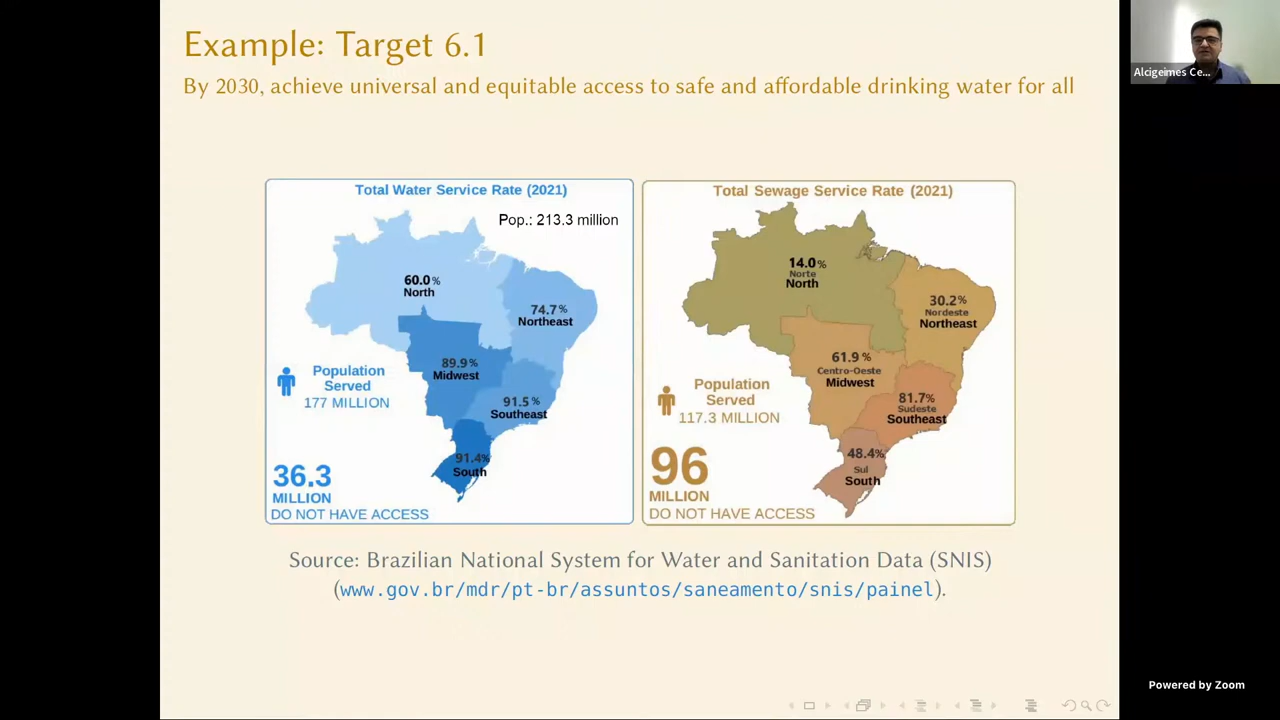 Example: Target 6.1
By 2030, achieve universal and equitable access to safe and affordable drinking water for all
Alcigeimes Ce...
Total Water Service Rate (2021)
Pop.: 213.3 million
60.0%
North
74.7%
Northeast
89.9%
Midwest
91.5%
Southeast
91.4%
South
Population
Served
177 MILLION
36.3
MILLION
DO NOT HAVE ACCESS
Total Sewage Service Rate (2021)
14.0%
Norte
North
30.2%
Nordeste
Northeast
61.9%
Centro-Oeste
Midwest
81.7%
Sudeste
Southeast
48.4%
Sul
South
Population
Served
117.3 MILLION
96
MILLION
DO NOT HAVE ACCESS
Source: Brazilian National System for Water and Sanitation Data (SNIS)
(www.gov.br/mdr/pt-br/assuntos/saneamento/snis/painel).
Powered by Zoom